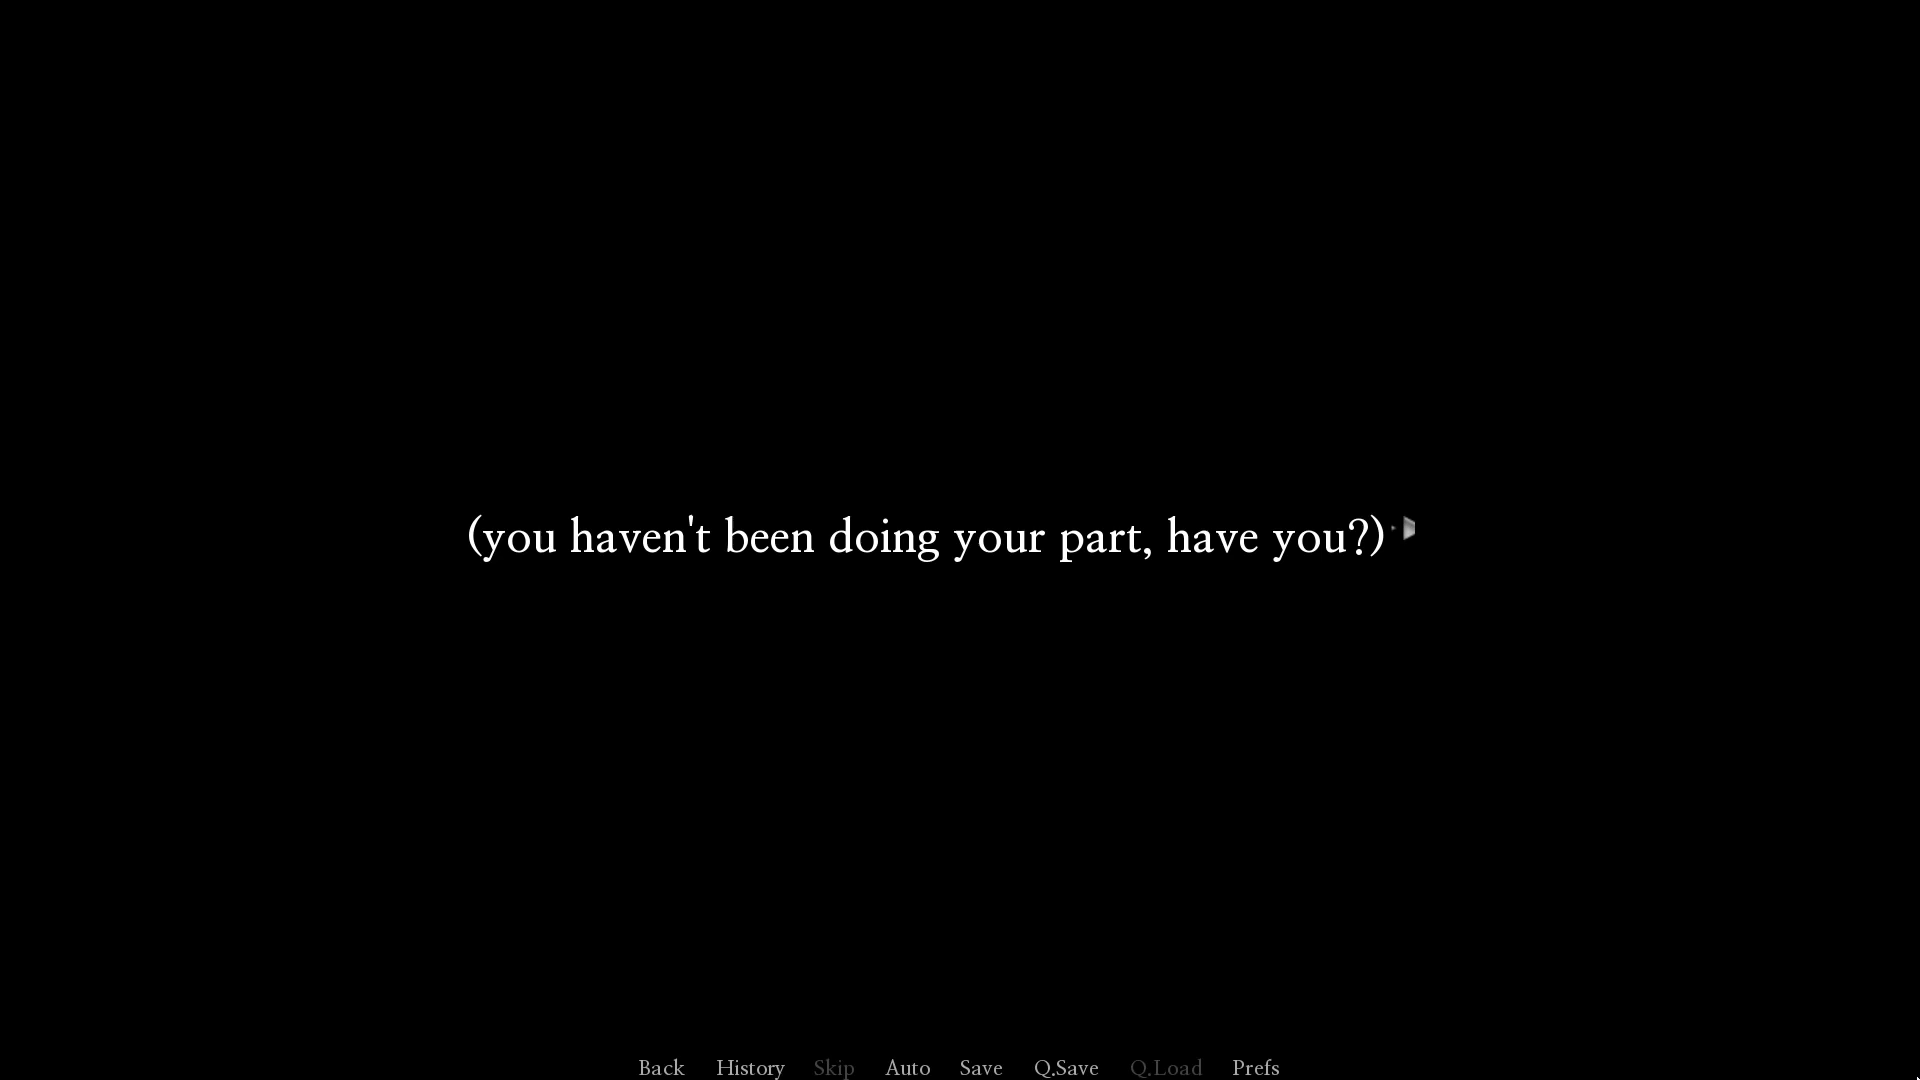 (you haven't been doing your part, have you?)
Back History Skip Auto Save Q.Save Q.Load Prefs